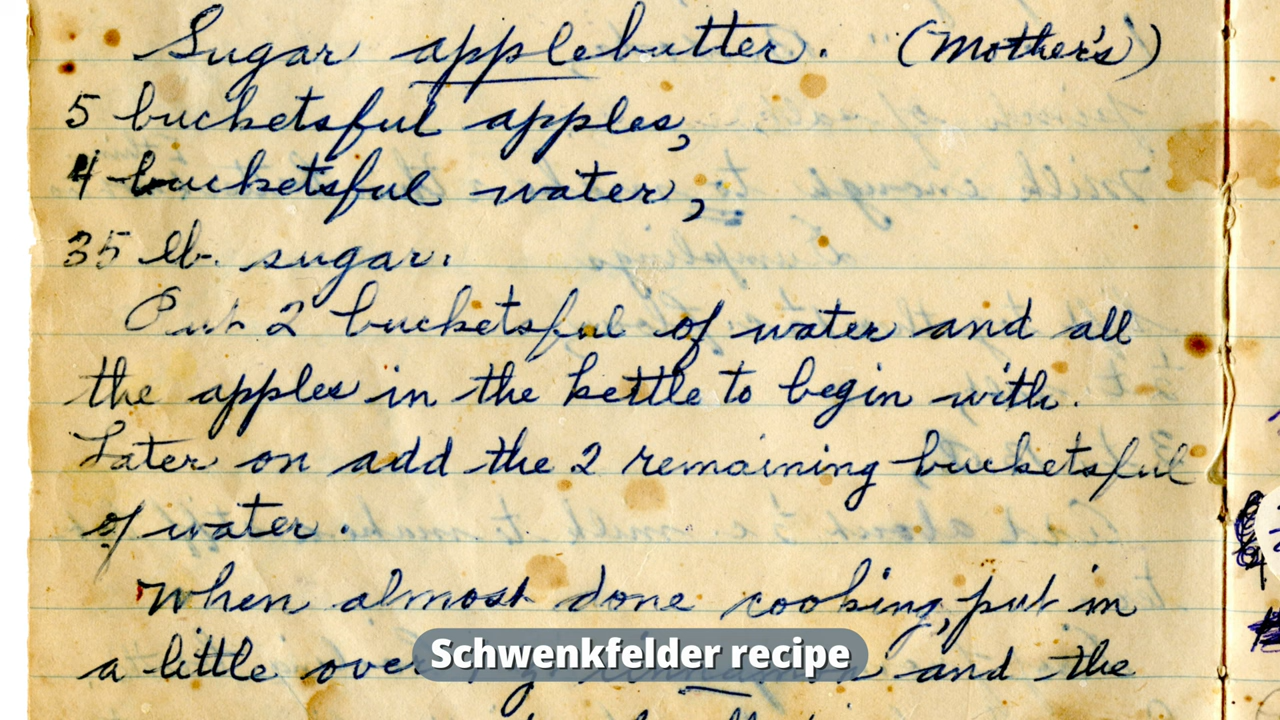 Sugar applebutter. (Mother's)
5 bucketsful apples,
4 bucketsful water,
35 lb. sugar.
Put 2 bucketsful of water and all
the apples in the kettle to begin with.
Later on add the 2 remaining bucketsful
of water.
When almost done cooking, put in
a little over cinnamon and the
Schwenkfelder recipe